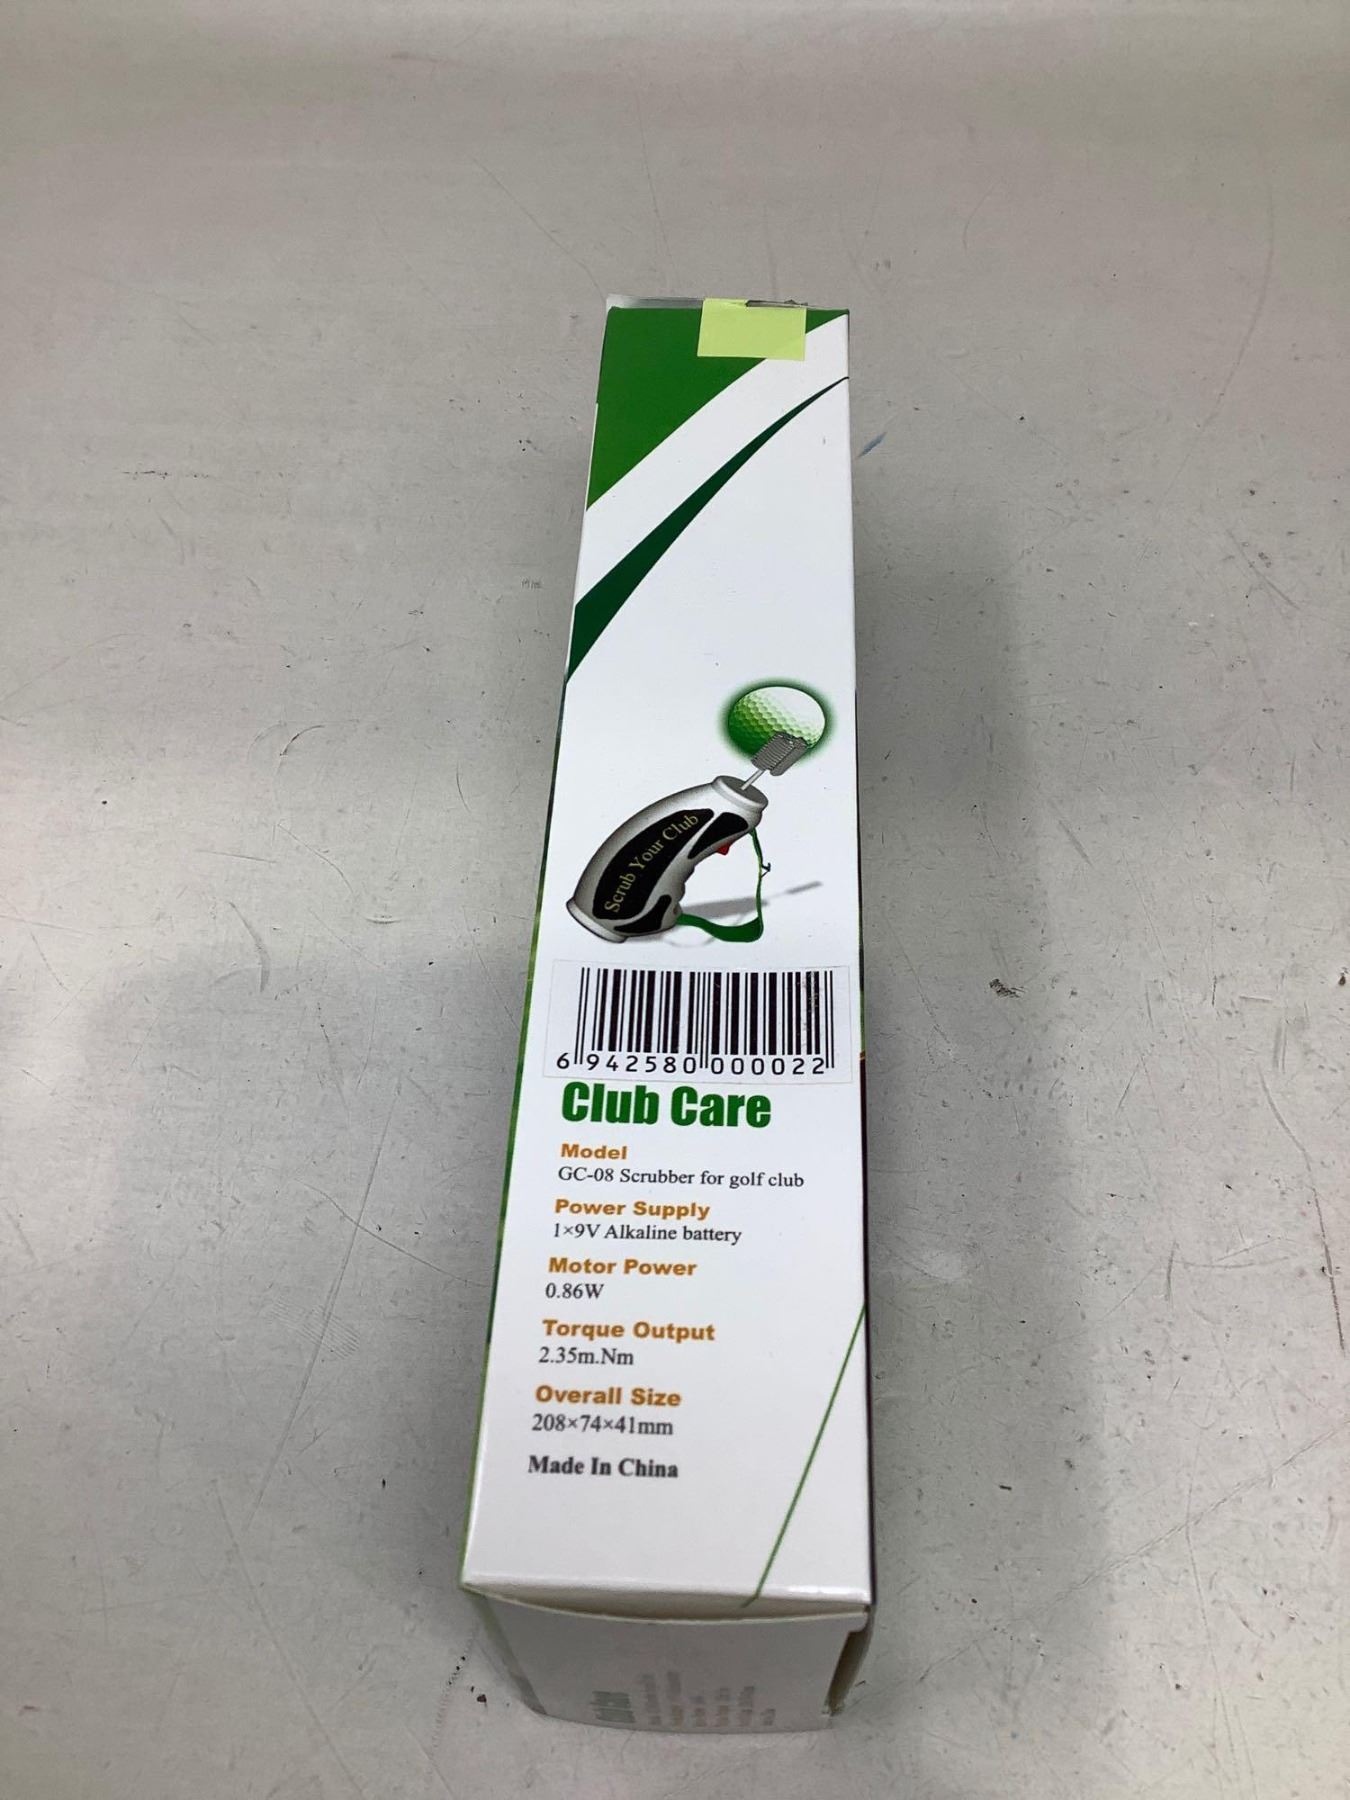 Scrub Your Club
6 942580 000022
Club Care
Model
GC-08 Scrubber for golf club
Power Supply
1×9V Alkaline battery
Motor Power
0.86W
Torque Output
2.35m.Nm
Overall Size
208×74×41mm
Made In China